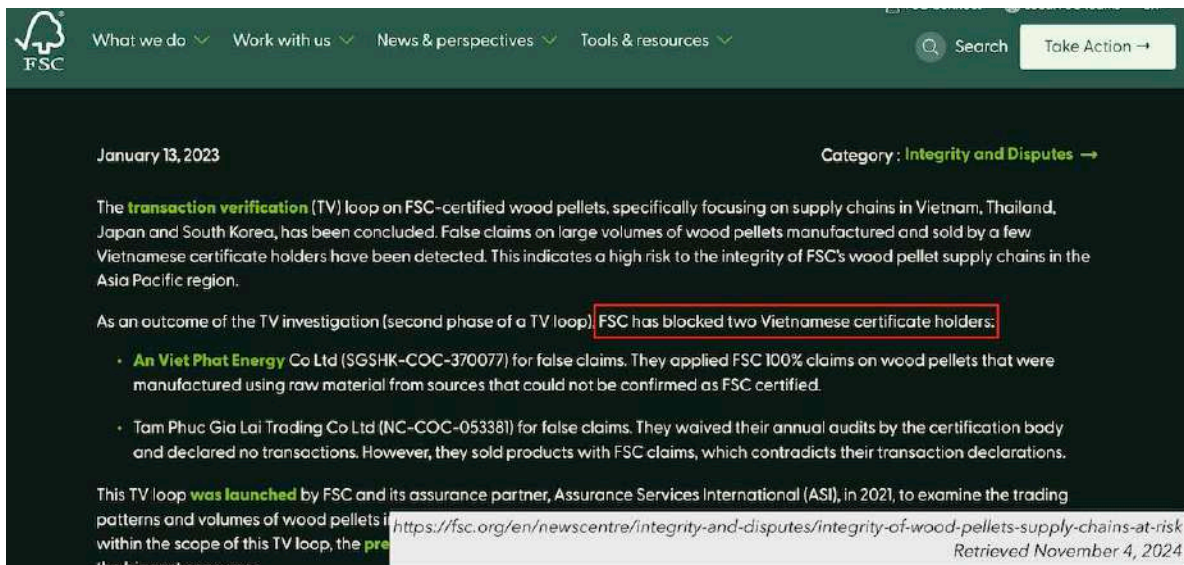 What we do
Work with us
News & perspectives
Tools & resources
Search
Take Action →
FSC
January 13, 2023
Category : Integrity and Disputes →
The transaction verification (TV) loop on FSC-certified wood pellets, specifically focusing on supply chains in Vietnam, Thailand,
Japan and South Korea, has been concluded. False claims on large volumes of wood pellets manufactured and sold by a few
Vietnamese certificate holders have been detected. This indicates a high risk to the integrity of FSC's wood pellet supply chains in the
Asia Pacific region.
As an outcome of the TV investigation (second phase of a TV loop), FSC has blocked two Vietnamese certificate holders:
• An Viet Phat Energy Co Ltd (SGSHK-COC-370077) for false claims. They applied FSC 100% claims on wood pellets that were
manufactured using raw material from sources that could not be confirmed as FSC certified.
• Tam Phuc Gia Lai Trading Co Ltd (NC-COC-053381) for false claims. They waived their annual audits by the certification body
and declared no transactions. However, they sold products with FSC claims, which contradicts their transaction declarations.
This TV loop was launched by FSC and its assurance partner, Assurance Services International (ASI), in 2021, to examine the trading
patterns and volumes of wood pellets
within the scope of this TV loop, the
https://fsc.org/en/newscentre/integrity-and-disputes/integrity-of-wood-pellets-supply-chains-at-risk
Retrieved November 4, 2024